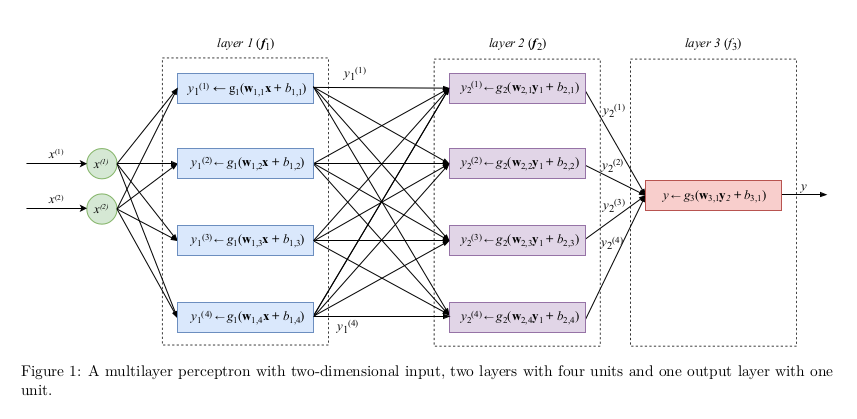 layer 1 (f₁) layer 2 (f₂) layer 3 (f₃)
y₁⁽¹⁾ ← g₁(w₁,₁x + b₁,₁) y₁⁽¹⁾ y₂⁽¹⁾ ← g₂(w₂,₁y₁ + b₂,₁) y₂⁽¹⁾
x⁽¹⁾ x⁽¹⁾ y₁⁽²⁾ ← g₁(w₁,₂x + b₁,₂) y₂⁽²⁾ ← g₂(w₂,₂y₁ + b₂,₂) y₂⁽²⁾
y ← g₃(w₃,₁y₂ + b₃,₁) y
x⁽²⁾ x⁽²⁾ y₂⁽³⁾
y₁⁽³⁾ ← g₁(w₁,₃x + b₁,₃) y₂⁽³⁾ ← g₂(w₂,₃y₁ + b₂,₃) y₂⁽⁴⁾
y₁⁽⁴⁾ ← g₁(w₁,₄x + b₁,₄) y₁⁽⁴⁾ y₂⁽⁴⁾ ← g₂(w₂,₄y₁ + b₂,₄)
Figure 1: A multilayer perceptron with two-dimensional input, two layers with four units and one output layer with one
unit.